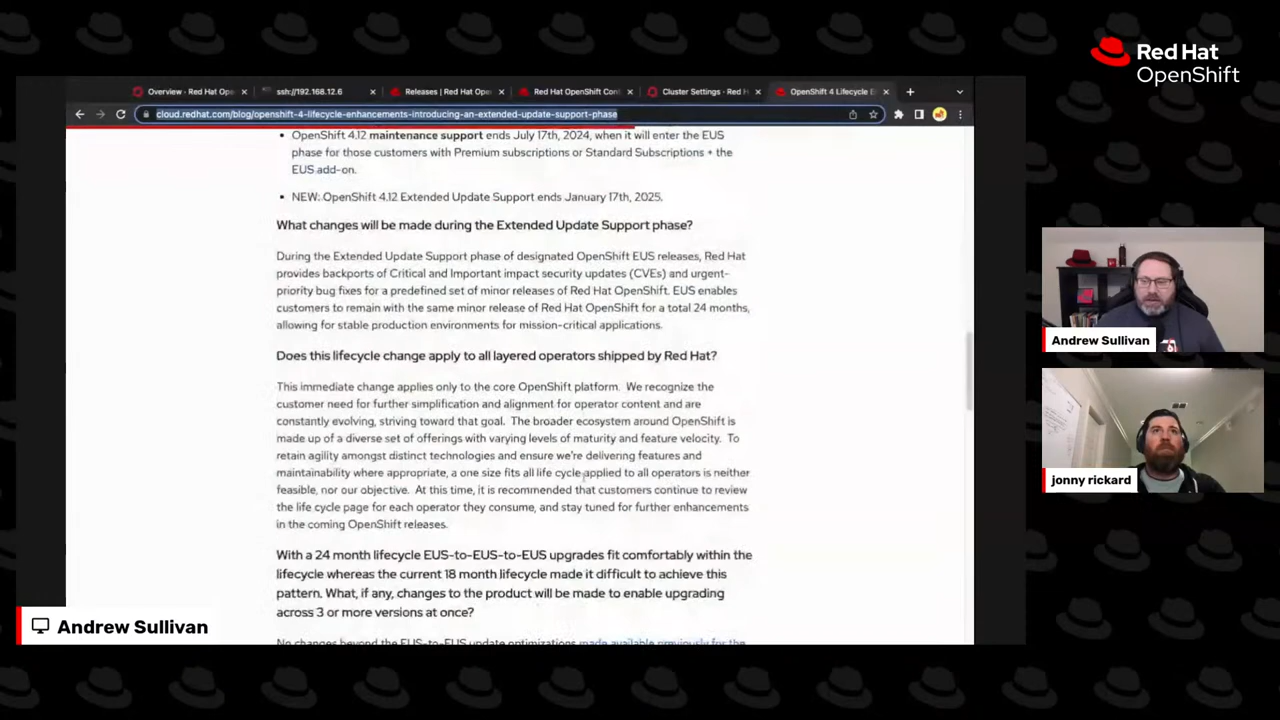 Red Hat
OpenShift
Overview · Red Hat Ope
ssh://192.168.12.6
Releases | Red Hat Open
Red Hat OpenShift Con
Cluster Settings · Red H
OpenShift 4 Lifecycle E
cloud.redhat.com/blog/openshift-4-lifecycle-enhancements-introducing-an-extended-update-support-phase
OpenShift 4.12 maintenance support ends July 17th, 2024, when it will enter the EUS
phase for those customers with Premium subscriptions or Standard Subscriptions + the
EUS add-on.
NEW: OpenShift 4.12 Extended Update Support ends January 17th, 2025.
What changes will be made during the Extended Update Support phase?
During the Extended Update Support phase of designated OpenShift EUS releases, Red Hat
provides backports of Critical and Important impact security updates (CVEs) and urgent-
priority bug fixes for a predefined set of minor releases of Red Hat OpenShift. EUS enables
customers to remain with the same minor release of Red Hat OpenShift for a total 24 months,
allowing for stable production environments for mission-critical applications.
Does this lifecycle change apply to all layered operators shipped by Red Hat?
This immediate change applies only to the core OpenShift platform. We recognize the
customer need for further simplification and alignment for operator content and are
constantly evolving, striving toward that goal. The broader ecosystem around OpenShift is
made up of a diverse set of offerings with varying levels of maturity and feature velocity. To
retain agility amongst distinct technologies and ensure we're delivering features and
maintainability where appropriate, a one size fits all life cycle applied to all operators is neither
feasible, nor our objective. At this time, it is recommended that customers continue to review
the life cycle page for each operator they consume, and stay tuned for further enhancements
in the coming OpenShift releases.
With a 24 month lifecycle EUS-to-EUS-to-EUS upgrades fit comfortably within the
lifecycle whereas the current 18 month lifecycle made it difficult to achieve this
pattern. What, if any, changes to the product will be made to enable upgrading
across 3 or more versions at once?
No changes beyond the EUS-to-EUS update optimizations made available previously for the
Andrew Sullivan
jonny rickard
Andrew Sullivan